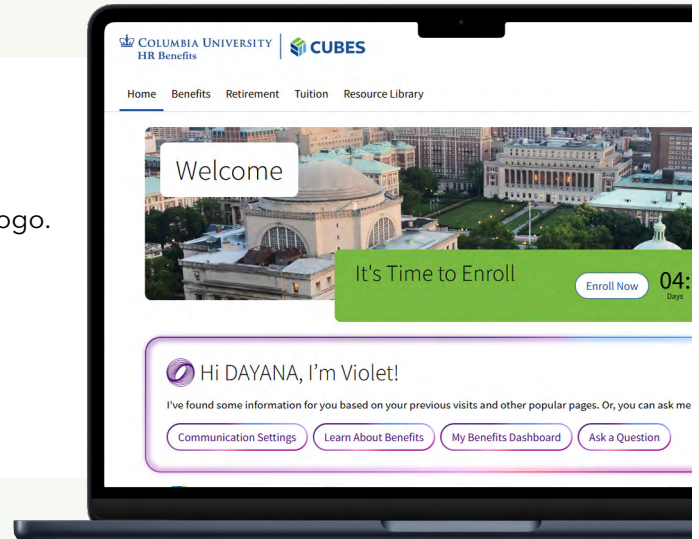 ogo.
COLUMBIA UNIVERSITY
HR Benefits
CUBES
Home Benefits Retirement Tuition Resource Library
Welcome
It's Time to Enroll
Enroll Now
04:
Days
Hi DAYANA, I'm Violet!
I've found some information for you based on your previous visits and other popular pages. Or, you can ask me
Communication Settings Learn About Benefits My Benefits Dashboard Ask a Question